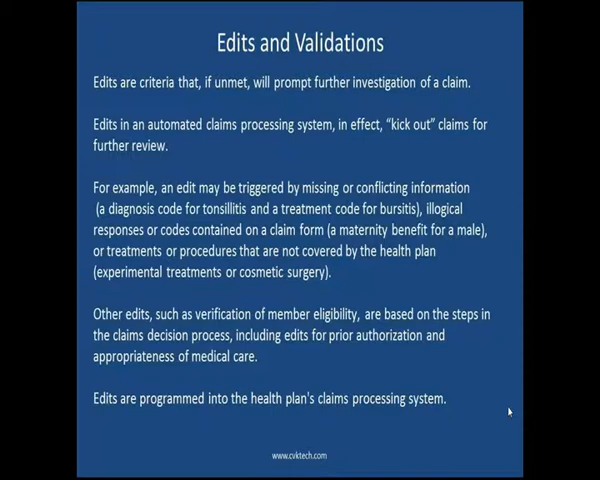 Edits and Validations
Edits are criteria that, if unmet, will prompt further investigation of a claim.
Edits in an automated claims processing system, in effect, “kick out” claims for
further review.
For example, an edit may be triggered by missing or conflicting information
(a diagnosis code for tonsillitis and a treatment code for bursitis), illogical
responses or codes contained on a claim form (a maternity benefit for a male),
or treatments or procedures that are not covered by the health plan
(experimental treatments or cosmetic surgery).
Other edits, such as verification of member eligibility, are based on the steps in
the claims decision process, including edits for prior authorization and
appropriateness of medical care.
Edits are programmed into the health plan's claims processing system.
www.cvktech.com